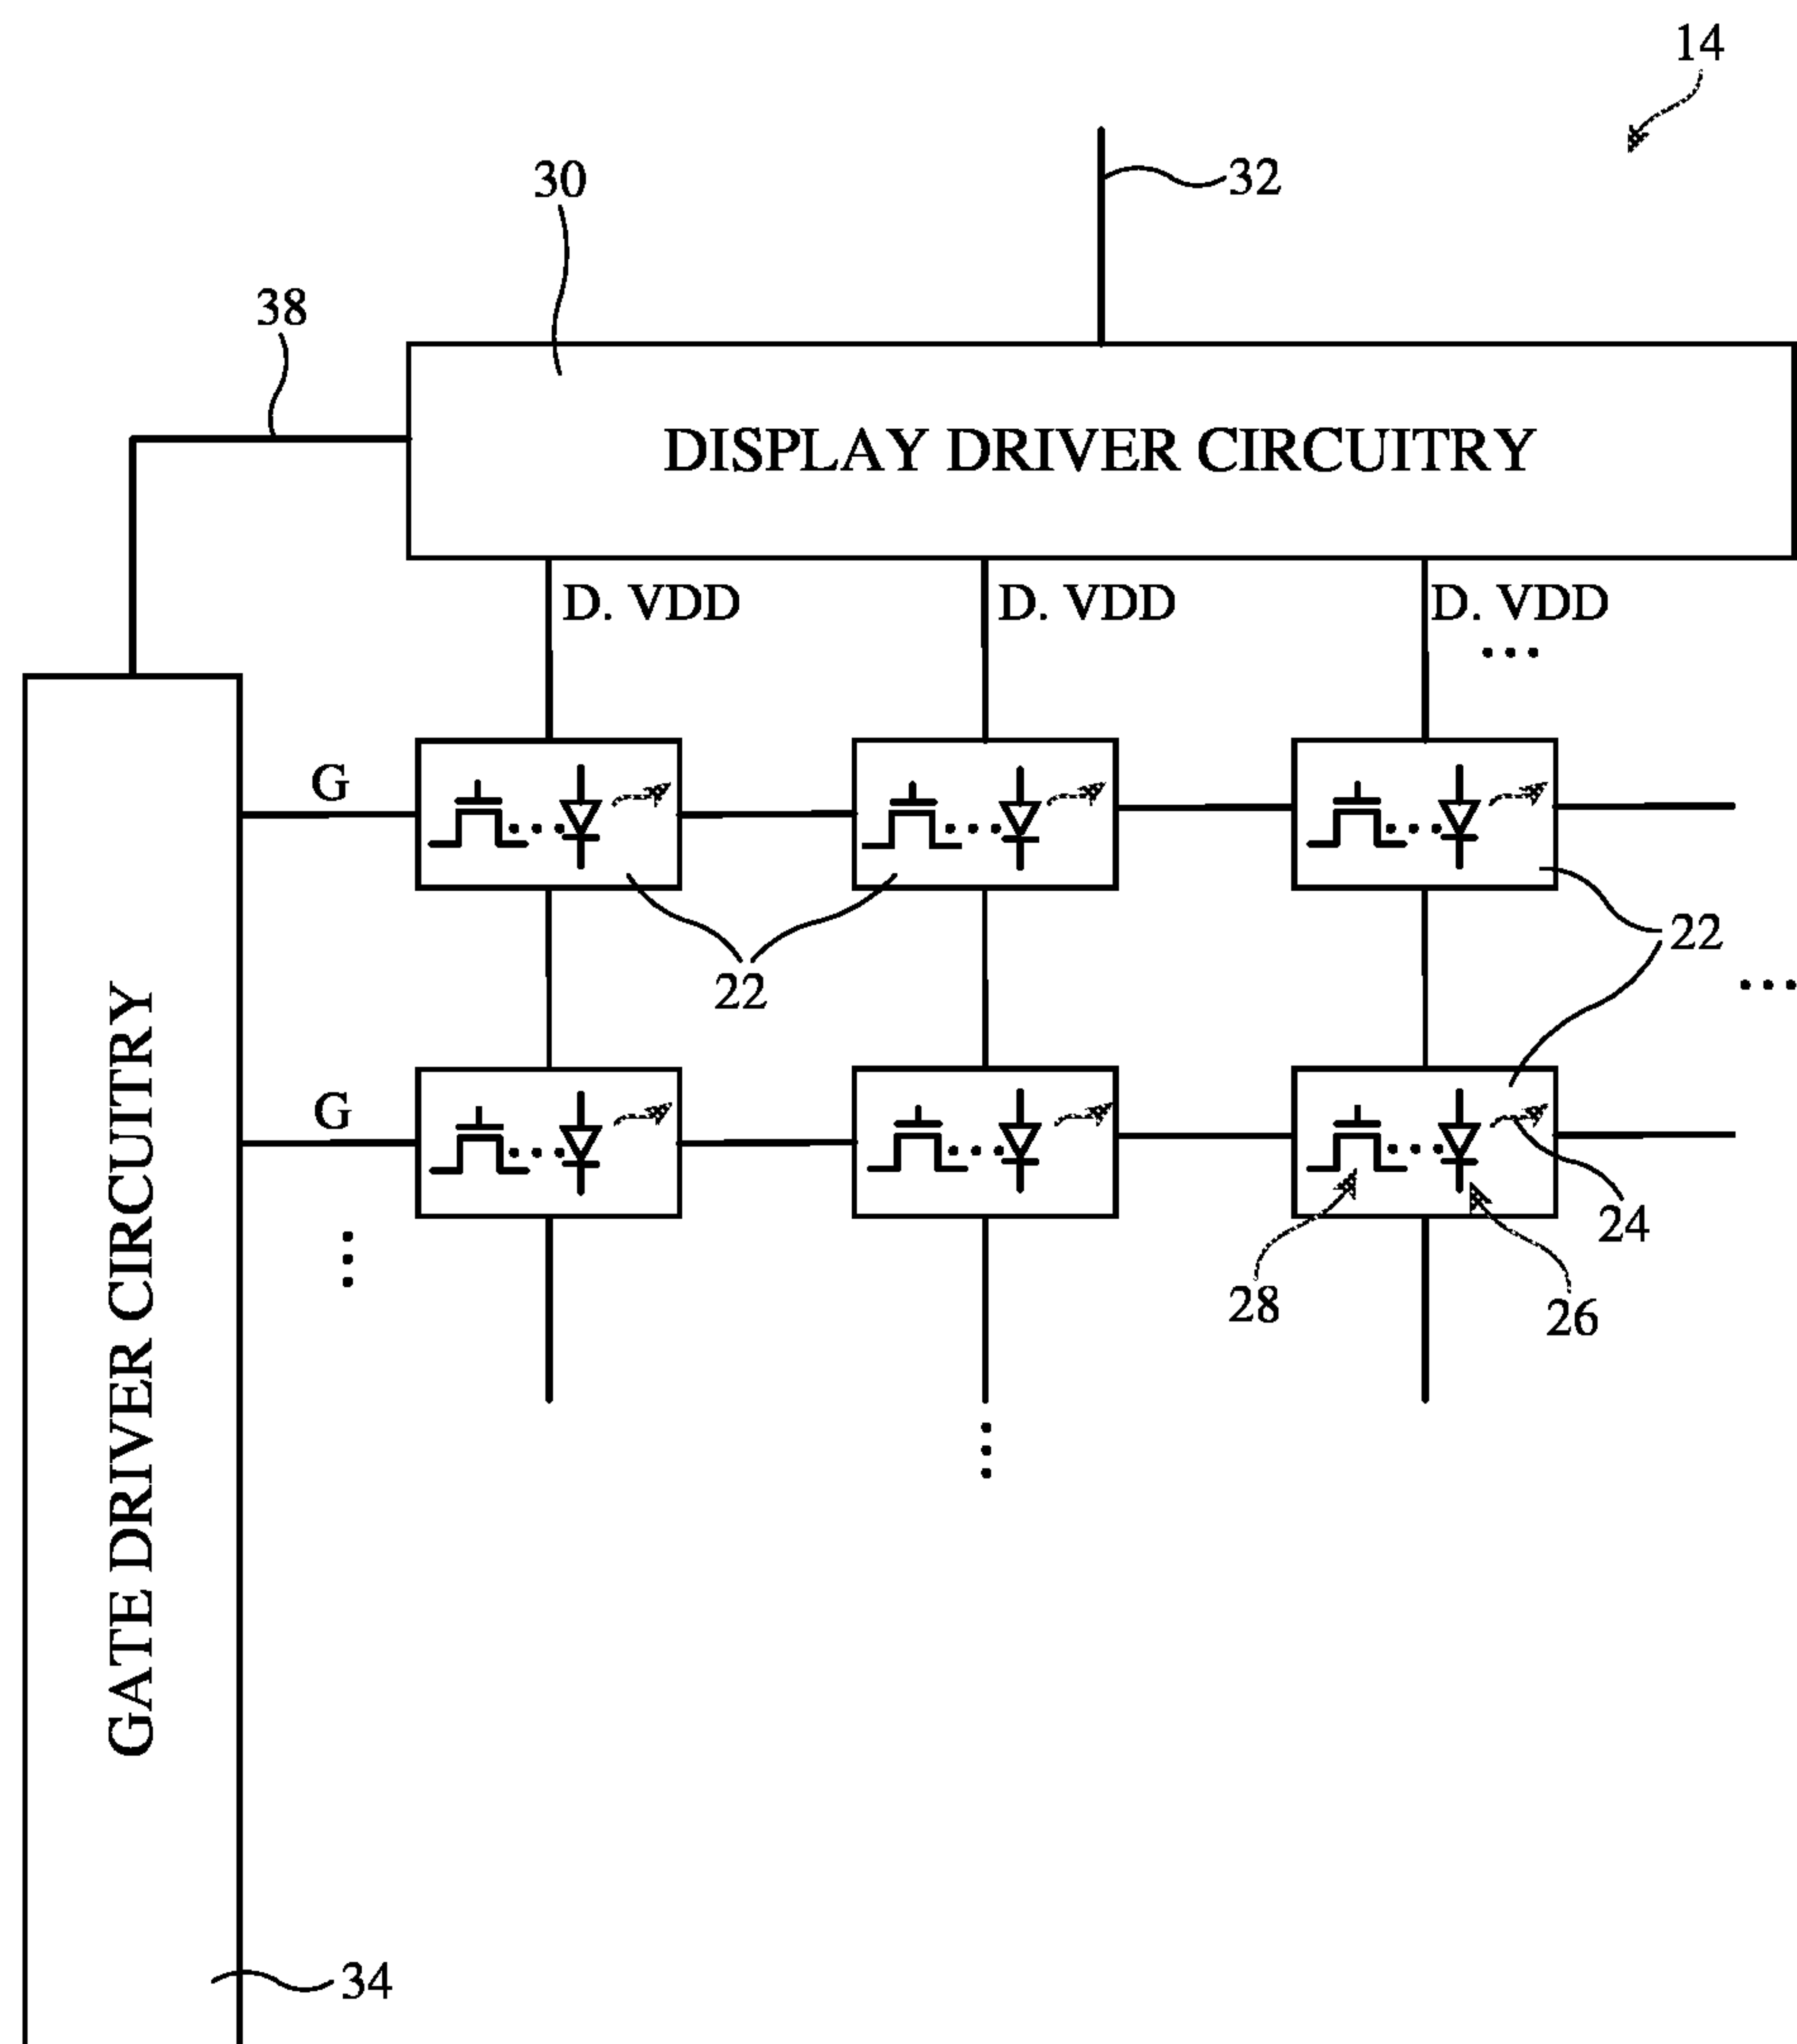 14
32
30
38
DISPLAY DRIVER CIRCUITRY
D. VDD
D. VDD
D. VDD
G
22
22
G
GATE DRIVER CIRCUITRY
24
28
26
34